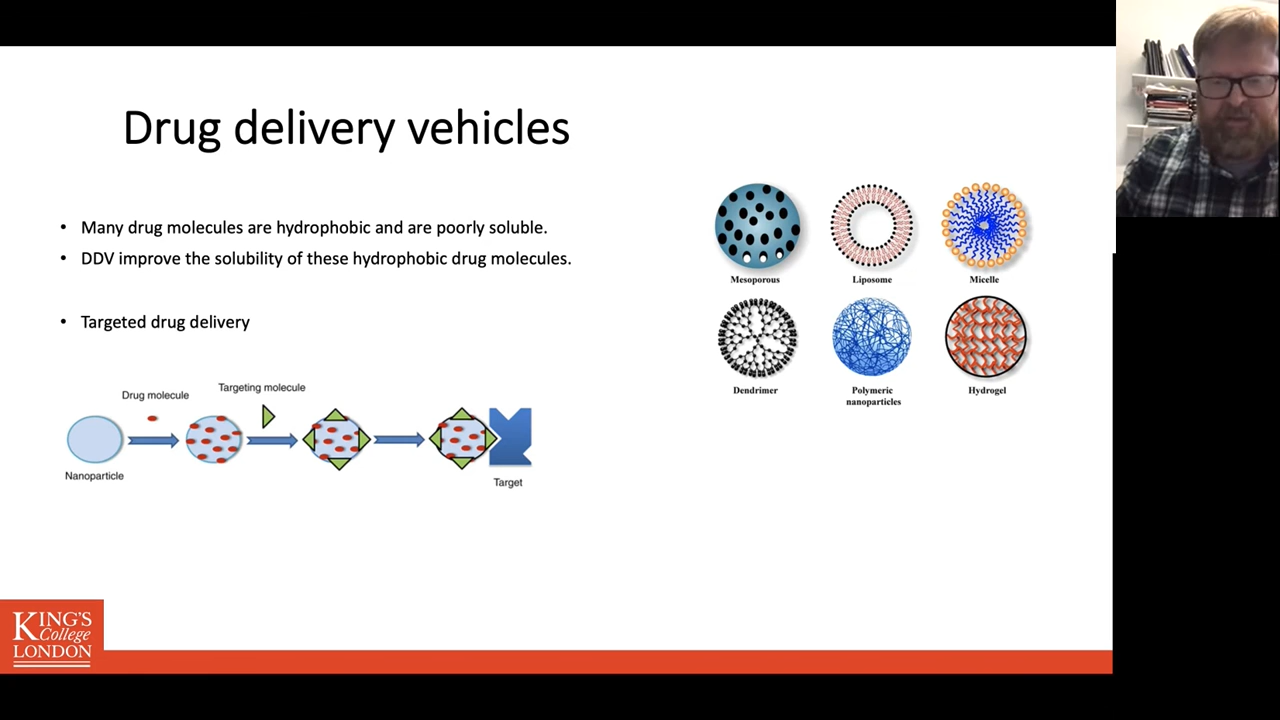 Drug delivery vehicles
• Many drug molecules are hydrophobic and are poorly soluble.
• DDV improve the solubility of these hydrophobic drug molecules.
• Targeted drug delivery
Drug molecule
Targeting molecule
Nanoparticle
Target
Mesoporous
Liposome
Micelle
Dendrimer
Polymeric
nanoparticles
Hydrogel
KING'S
College
LONDON